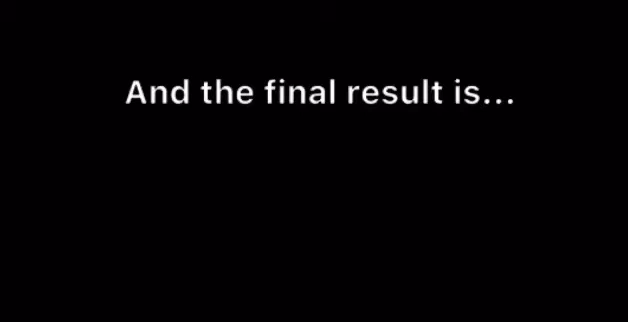 And the final result is...